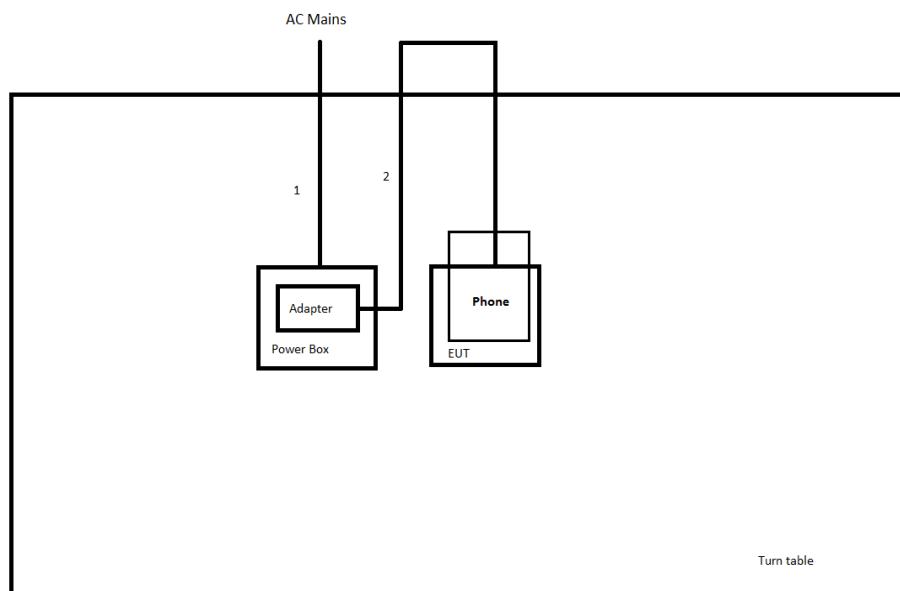 AC Mains
1
2
Adapter
Power Box
Phone
EUT
Turn table